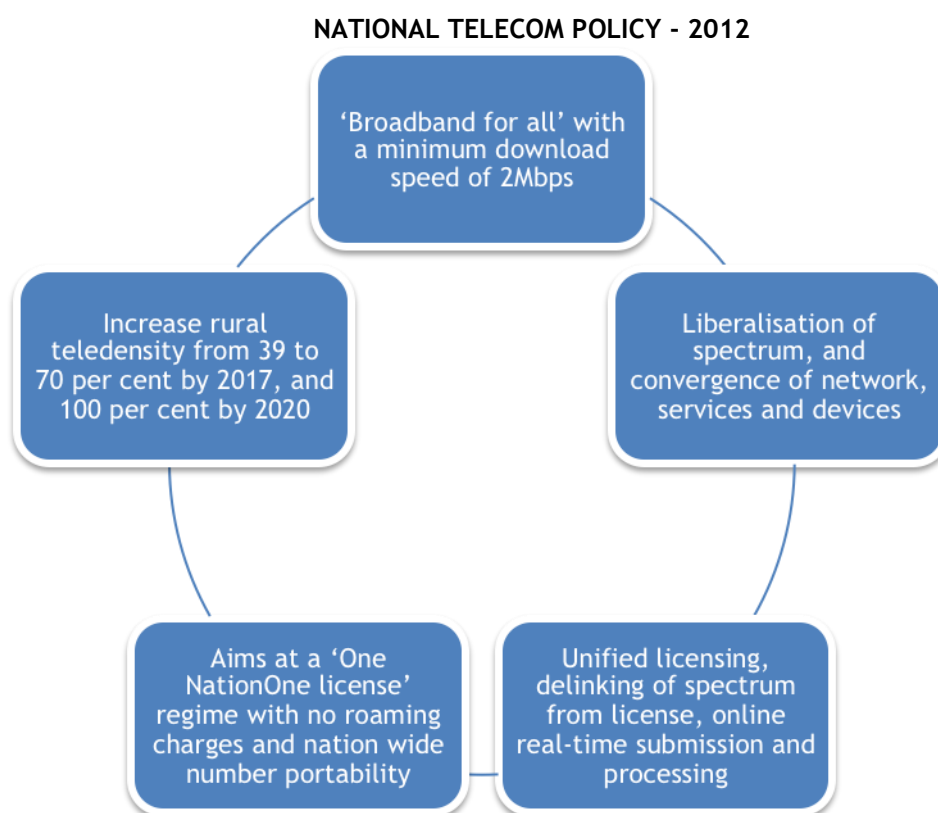 NATIONAL TELECOM POLICY - 2012
‘Broadband for all’ with
a minimum download
speed of 2Mbps
Liberalisation of
spectrum, and
convergence of network,
services and devices
Unified licensing,
delinking of spectrum
from license, online
real-time submission and
processing
Aims at a ‘One
NationOne license’
regime with no roaming
charges and nation wide
number portability
Increase rural
teledensity from 39 to
70 per cent by 2017, and
100 per cent by 2020